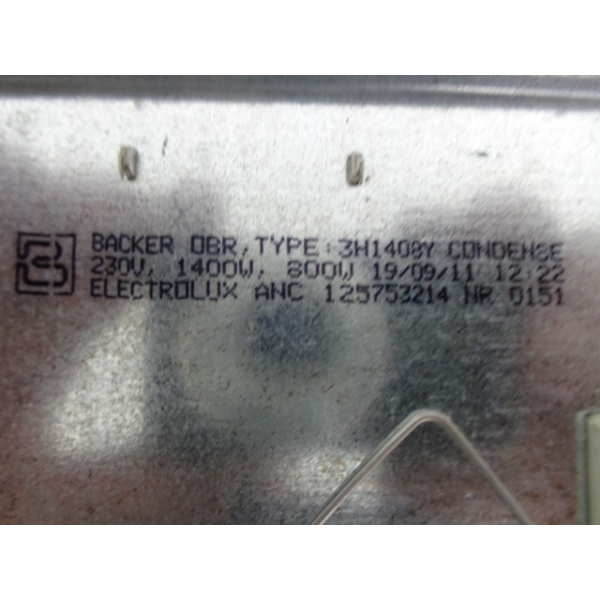 BACKER OBR, TYPE: 3H1408Y CONDENSE
230V, 1400W, 800W 19/09/11 12:22
ELECTROLUX ANC 125753214 NR 0151